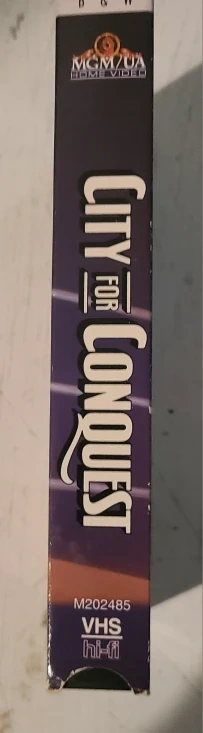 B & W
MGM/UA
HOME VIDEO
CITY FOR CONQUEST
M202485
VHS
hi-fi